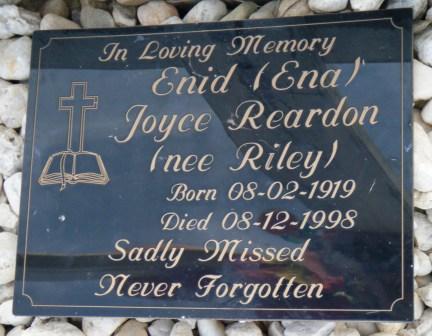 In Loving Memory
Enid (Ena)
Joyce Reardon
(nee Riley)
Born 08-02-1919
Died 08-12-1998
Sadly Missed
Never Forgotten